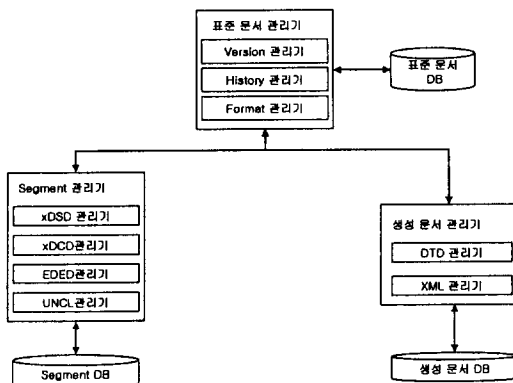 표준 문서 관리기
Version 관리기
History 관리기
Format 관리기
표준 문서
DB
Segment 관리기
xDSD 관리기
xDCD관리기
EDED관리기
UNCL관리기
Segment DB
생성 문서 관리기
DTD 관리기
XML 관리기
생성 문서 DB